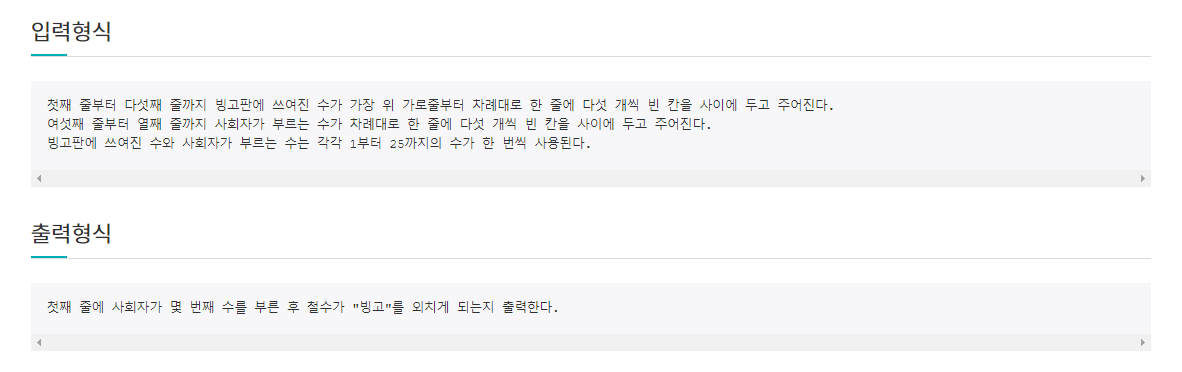 입력형식
첫째 줄부터 다섯째 줄까지 빙고판에 쓰여진 수가 가장 위 가로줄부터 차례대로 한 줄에 다섯 개씩 빈 칸을 사이에 두고 주어진다.
여섯째 줄부터 열째 줄까지 사회자가 부르는 수가 차례대로 한 줄에 다섯 개씩 빈 칸을 사이에 두고 주어진다.
빙고판에 쓰여진 수와 사회자가 부르는 수는 각각 1부터 25까지의 수가 한 번씩 사용된다.
출력형식
첫째 줄에 사회자가 몇 번째 수를 부른 후 철수가 "빙고"를 외치게 되는지 출력한다.